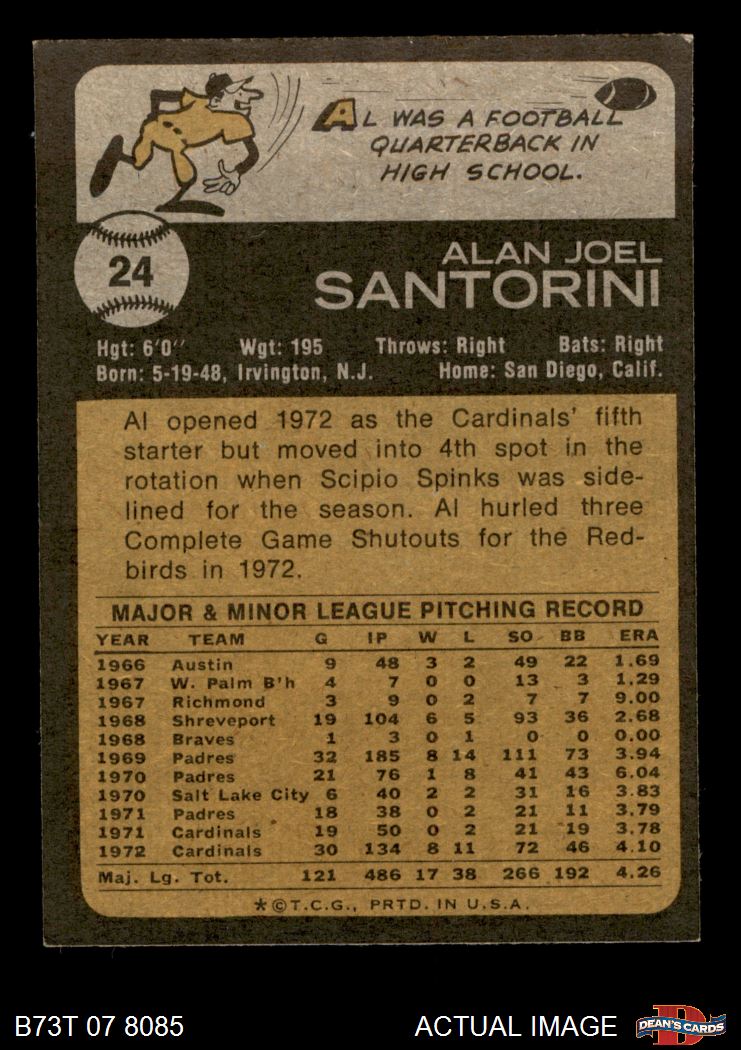 AL WAS A FOOTBALL
QUARTERBACK IN
HIGH SCHOOL.
24
ALAN JOEL
SANTORINI
Hgt: 6'0" Wgt: 195 Throws: Right Bats: Right
Born: 5-19-48, Irvington, N.J. Home: San Diego, Calif.
Al opened 1972 as the Cardinals' fifth
starter but moved into 4th spot in the
rotation when Scipio Spinks was side-
lined for the season. Al hurled three
Complete Game Shutouts for the Red-
birds in 1972.
MAJOR & MINOR LEAGUE PITCHING RECORD
YEAR TEAM G IP W L SO BB ERA
1966 Austin 9 48 3 2 49 22 1.69
1967 W. Palm B'h 4 7 0 0 13 3 1.29
1967 Richmond 3 9 0 2 7 7 9.00
1968 Shreveport 19 104 6 5 93 36 2.68
1968 Braves 1 3 0 1 0 0 0.00
1969 Padres 32 185 8 14 111 73 3.94
1970 Padres 21 76 1 8 41 43 6.04
1970 Salt Lake City 6 40 2 2 31 16 3.83
1971 Padres 18 38 0 2 21 11 3.79
1971 Cardinals 19 50 0 2 21 19 3.78
1972 Cardinals 30 134 8 11 72 46 4.10
Maj. Lg. Tot. 121 486 17 38 266 192 4.26
*©T.C.G., PRTD. IN U.S.A.
B73T 07 8085 ACTUAL IMAGE D DEAN'S CARDS